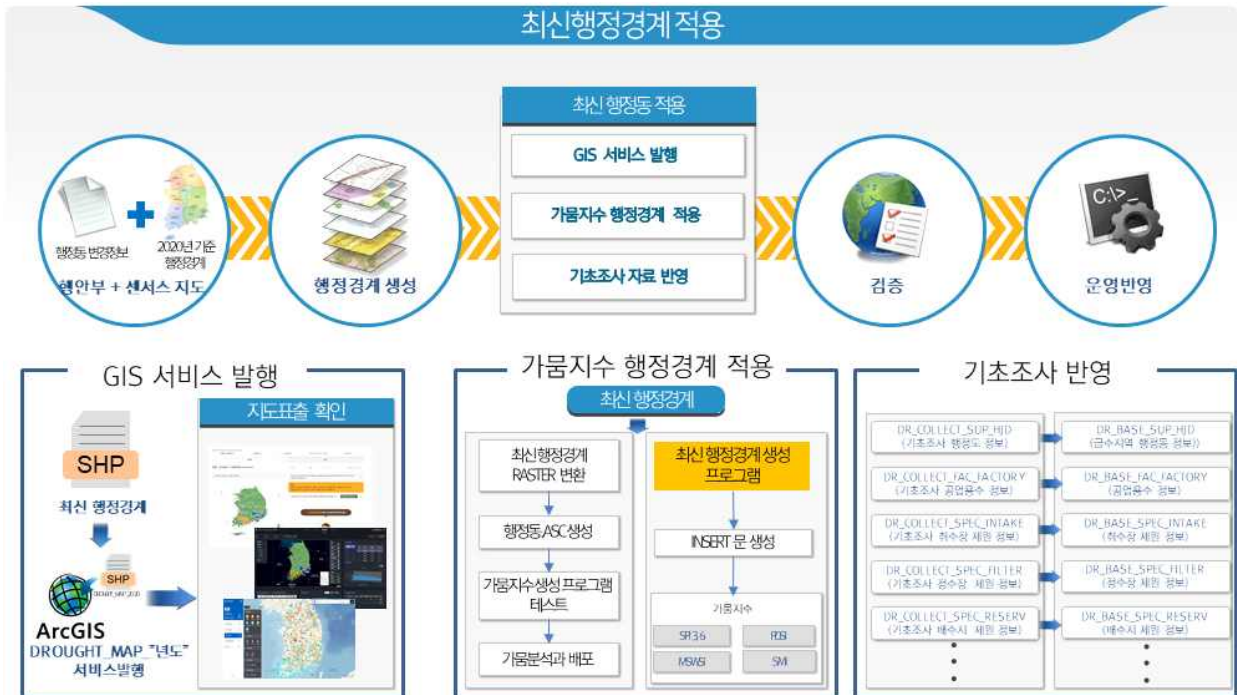 최신행정경계 적용
행정동 변경정보
2020년 기준
행정경계
행안부 + 센서스 지도
행정경계 생성
최신 행정동 적용
GIS 서비스 발행
가뭄지수 행정경계 적용
기초조사 자료 반영
검증
C:\>_
운영반영
GIS 서비스 발행
SHP
최신 행정경계
SHP
ArcGIS
DROUGHT_MAP_"년도"
서비스발행
지도표출 확인
가뭄지수 행정경계 적용
최신 행정경계
최신 행정경계
RASTER 변환
행정동.ASC 생성
가뭄지수생성 프로그램
테스트
가뭄분석과 배포
최신 행정경계 생성
프로그램
INSERT 문 생성
가뭄지수
SPI3.6
PDSI
MSWSI
SMI
기초조사 반영
DR_COLLECT_SUP_HJD
(기초조사 행정도 정보)
DR_BASE_SUP_HJD
(급수지역 행정동 정보))
DR_COLLECT_FAC_FACTORY
(기초조사 공업용수 정보)
DR_BASE_FAC_FACTORY
(공업용수 정보)
DR_COLLECT_SPEC_INTAKE
(기초조사 취수장 제원 정보)
DR_BASE_SPEC_INTAKE
(취수장 제원 정보)
DR_COLLECT_SPEC_FILTER
(기초조사 정수장 제원 정보)
DR_BASE_SPEC_FILTER
(정수장 제원 정보)
DR_COLLECT_SPEC_RESERV
(기초조사 배수지 제원 정보)
DR_BASE_SPEC_RESERV
(배수지 제원 정보)